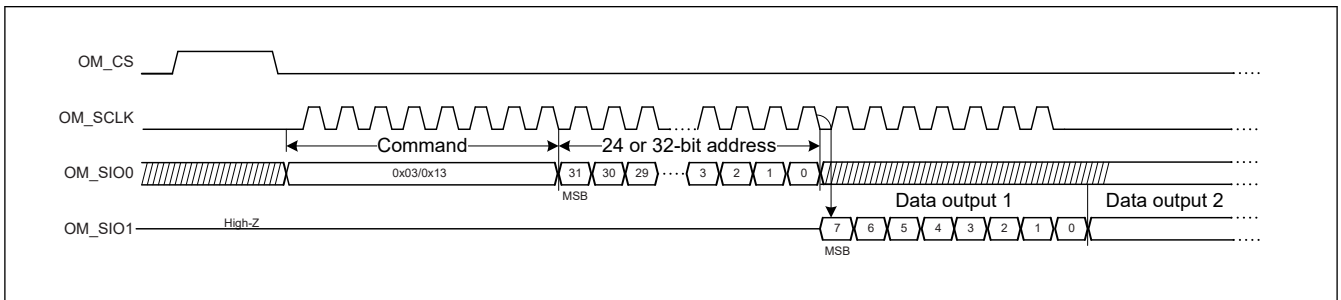 OM_CS
OM_SCLK
Command
24 or 32-bit address
OM_SIO0
0x03/0x13
31 30 29 3 2 1 0
MSB
Data output 1
Data output 2
OM_SIO1
High-Z
7 6 5 4 3 2 1 0
MSB